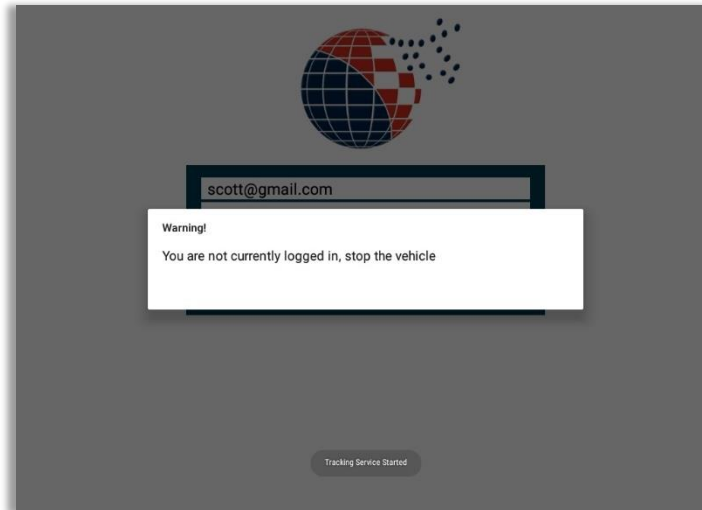 scott@gmail.com
Warning!
You are not currently logged in, stop the vehicle
Tracking Service Started